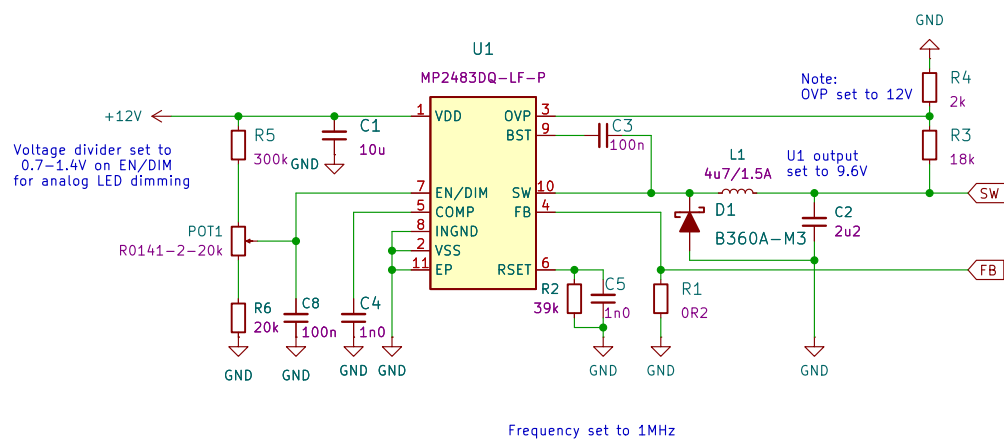 GND
U1
MP2483DQ-LF-P
Note:
OVP set to 12V
R4
2k
+12V
1
VDD
OVP
3
C1
10u
R5
300k
GND
BST
9
C3
100n
R3
18k
Voltage divider set to
0.7-1.4V on EN/DIM
for analog LED dimming
L1
4u7/1.5A
U1 output
set to 9.6V
7
EN/DIM
SW
10
SW
5
COMP
FB
4
D1
B360A-M3
C2
2u2
8
INGND
POT1
R0141-2-20k
2
VSS
11
EP
RSET
6
FB
R2
39k
C5
1n0
R1
0R2
R6
20k
C8
100n
C4
1n0
GND
GND
GND
GND
GND
GND
GND
Frequency set to 1MHz